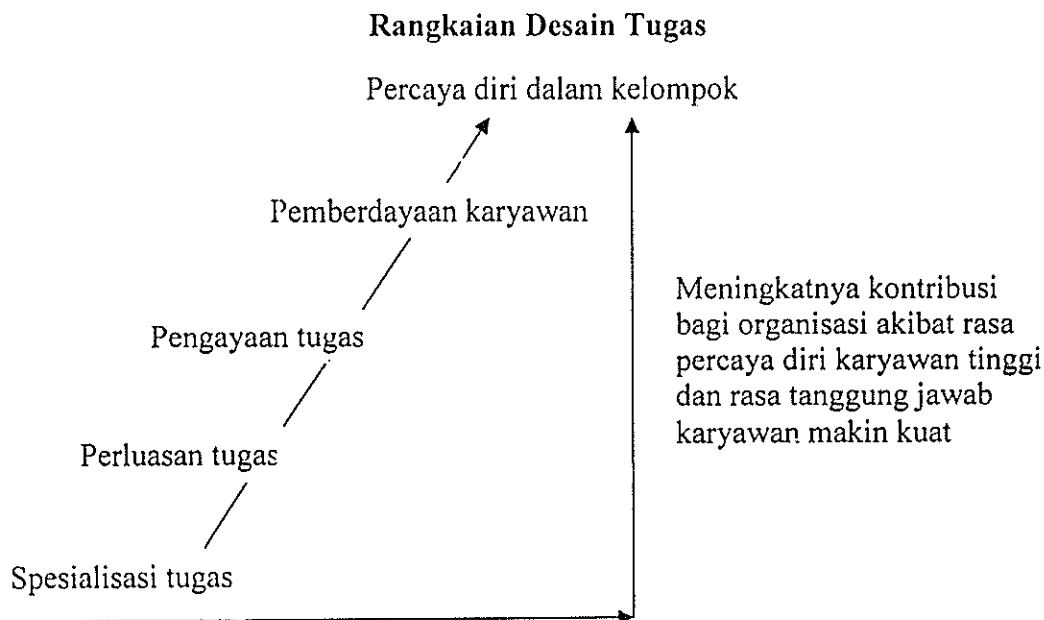 Rangkaian Desain Tugas
Percaya diri dalam kelompok
Pemberdayaan karyawan
Pengayaan tugas
Perluasan tugas
Spesialisasi tugas
Meningkatnya kontribusi
bagi organisasi akibat rasa
percaya diri karyawan tinggi
dan rasa tanggung jawab
karyawan makin kuat